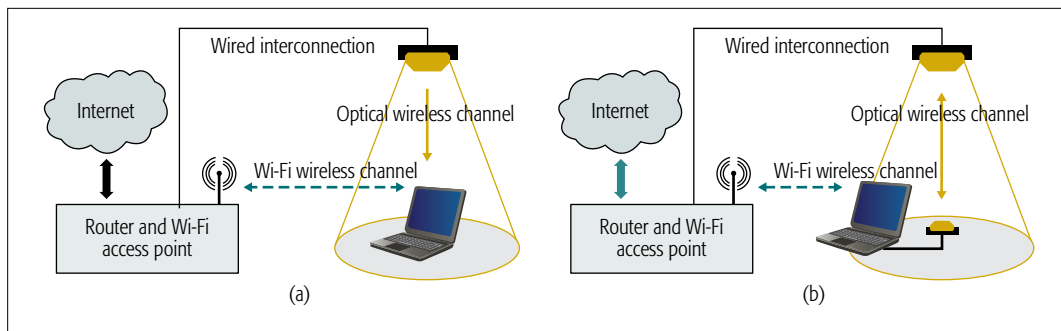 Wired interconnection
Internet
Optical wireless channel
Wi-Fi wireless channel
Router and Wi-Fi
access point
(a)
Wired interconnection
Internet
Optical wireless channel
Wi-Fi wireless channel
Router and Wi-Fi
access point
(b)